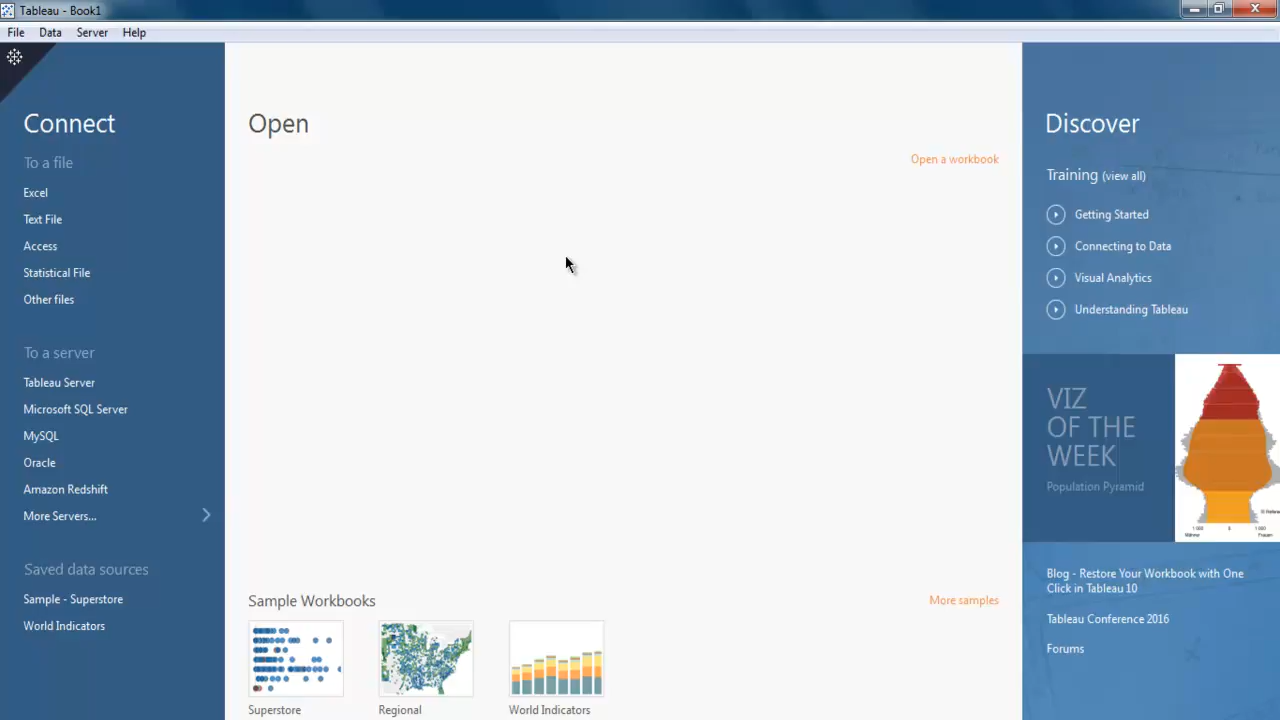 Tableau - Book1
File Data Server Help
Connect
To a file
Excel
Text File
Access
Statistical File
Other files
To a server
Tableau Server
Microsoft SQL Server
MySQL
Oracle
Amazon Redshift
More Servers...
Saved data sources
Sample - Superstore
World Indicators
Open
Open a workbook
Sample Workbooks
More samples
Superstore
Regional
World Indicators
Discover
Training (view all)
Getting Started
Connecting to Data
Visual Analytics
Understanding Tableau
VIZ
OF THE
WEEK
Population Pyramid
Männer
Frauen
Blog - Restore Your Workbook with One
Click in Tableau 10
Tableau Conference 2016
Forums